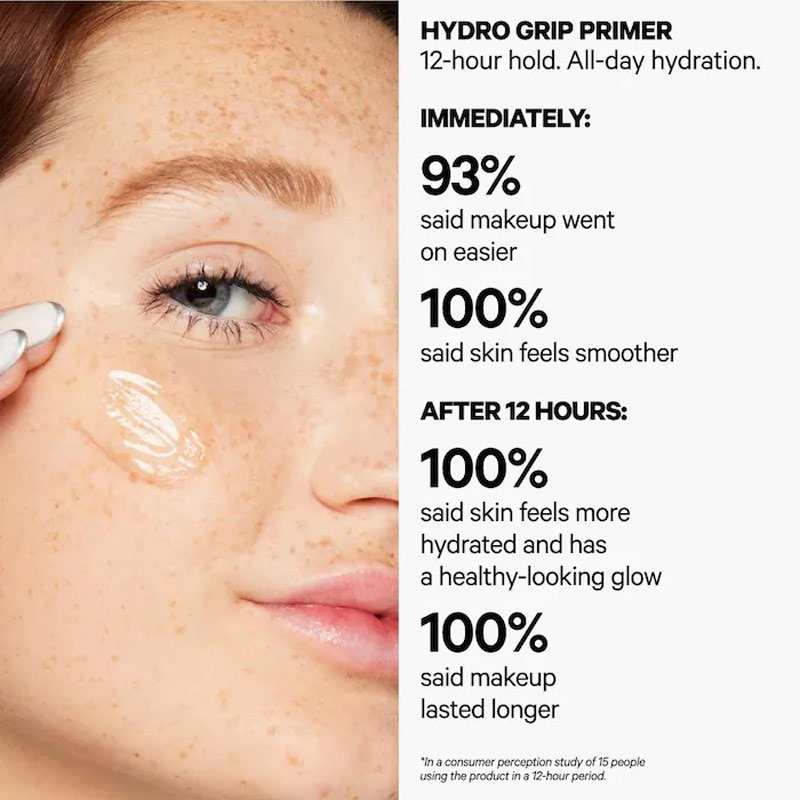 HYDRO GRIP PRIMER
12-hour hold. All-day hydration.
IMMEDIATELY:
93%
said makeup went
on easier
100%
said skin feels smoother
AFTER 12 HOURS:
100%
said skin feels more
hydrated and has
a healthy-looking glow
100%
said makeup
lasted longer
*In a consumer perception study of 15 people
using the product in a 12-hour period.